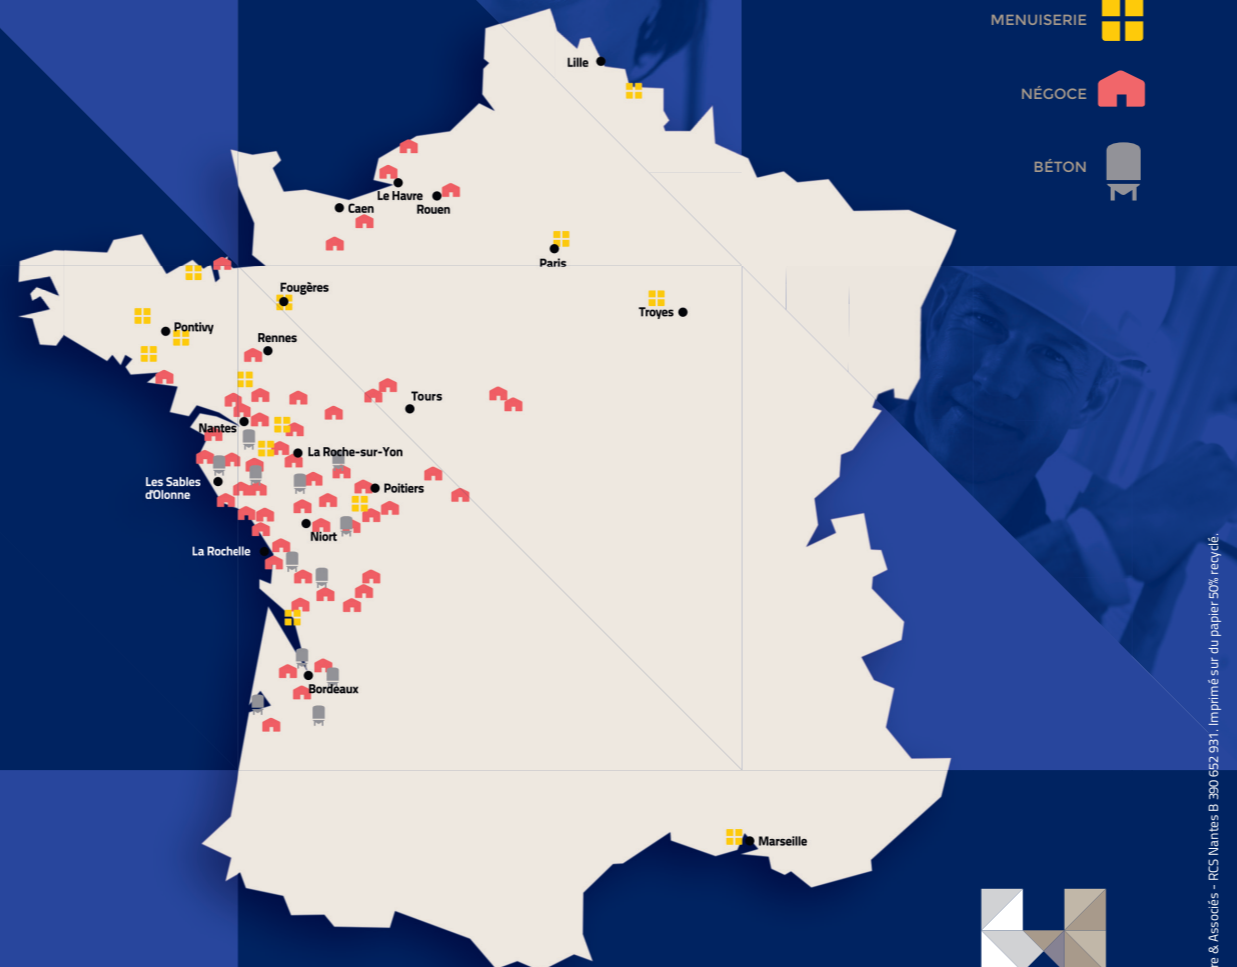 MENUISERIE
NÉGOCE
BÉTON
Lille
Le Havre
Rouen
Caen
Paris
Fougères
Troyes
Pontivy
Rennes
Tours
Nantes
La Roche-sur-Yon
Les Sables
d'Olonne
Poitiers
Niort
La Rochelle
Bordeaux
Marseille
& Associés - RCS Nantes B 390 652 931. Imprimé sur du papier 50% recyclé.